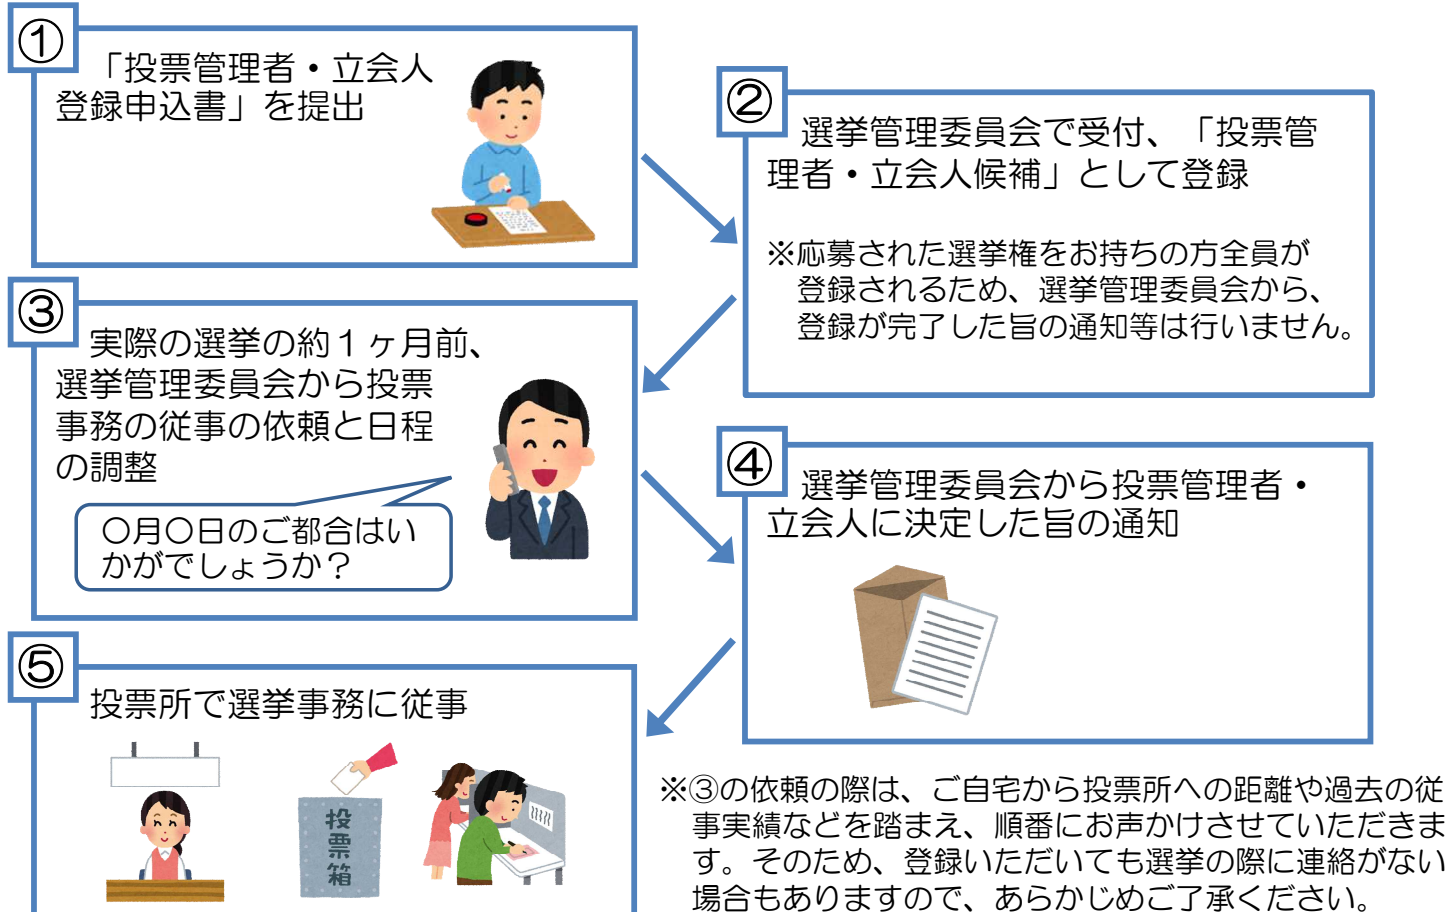 ①
「投票管理者・立会人
登録申込書」を提出
②
選挙管理委員会で受付、「投票管
理者・立会人候補」として登録
※応募された選挙権をお持ちの方全員が
登録されるため、選挙管理委員会から、
登録が完了した旨の通知等は行いません。
③
実際の選挙の約１ヶ月前、
選挙管理委員会から投票
事務の従事の依頼と日程
の調整
〇月〇日のご都合はい
かがでしょうか？
④
選挙管理委員会から投票管理者・
立会人に決定した旨の通知
⑤
投票所で選挙事務に従事
投
票
箱
※③の依頼の際は、ご自宅から投票所への距離や過去の従
事実績などを踏まえ、順番にお声かけさせていただきま
す。そのため、登録いただいても選挙の際に連絡がない
場合もありますので、あらかじめご了承ください。